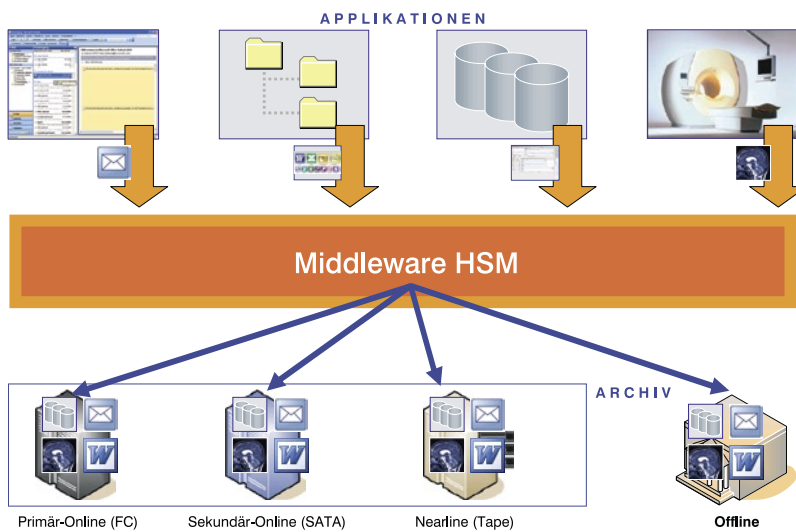 APPLIKATIONEN
Middleware HSM
ARCHIV
Primär-Online (FC)
Sekundär-Online (SATA)
Nearline (Tape)
Offline